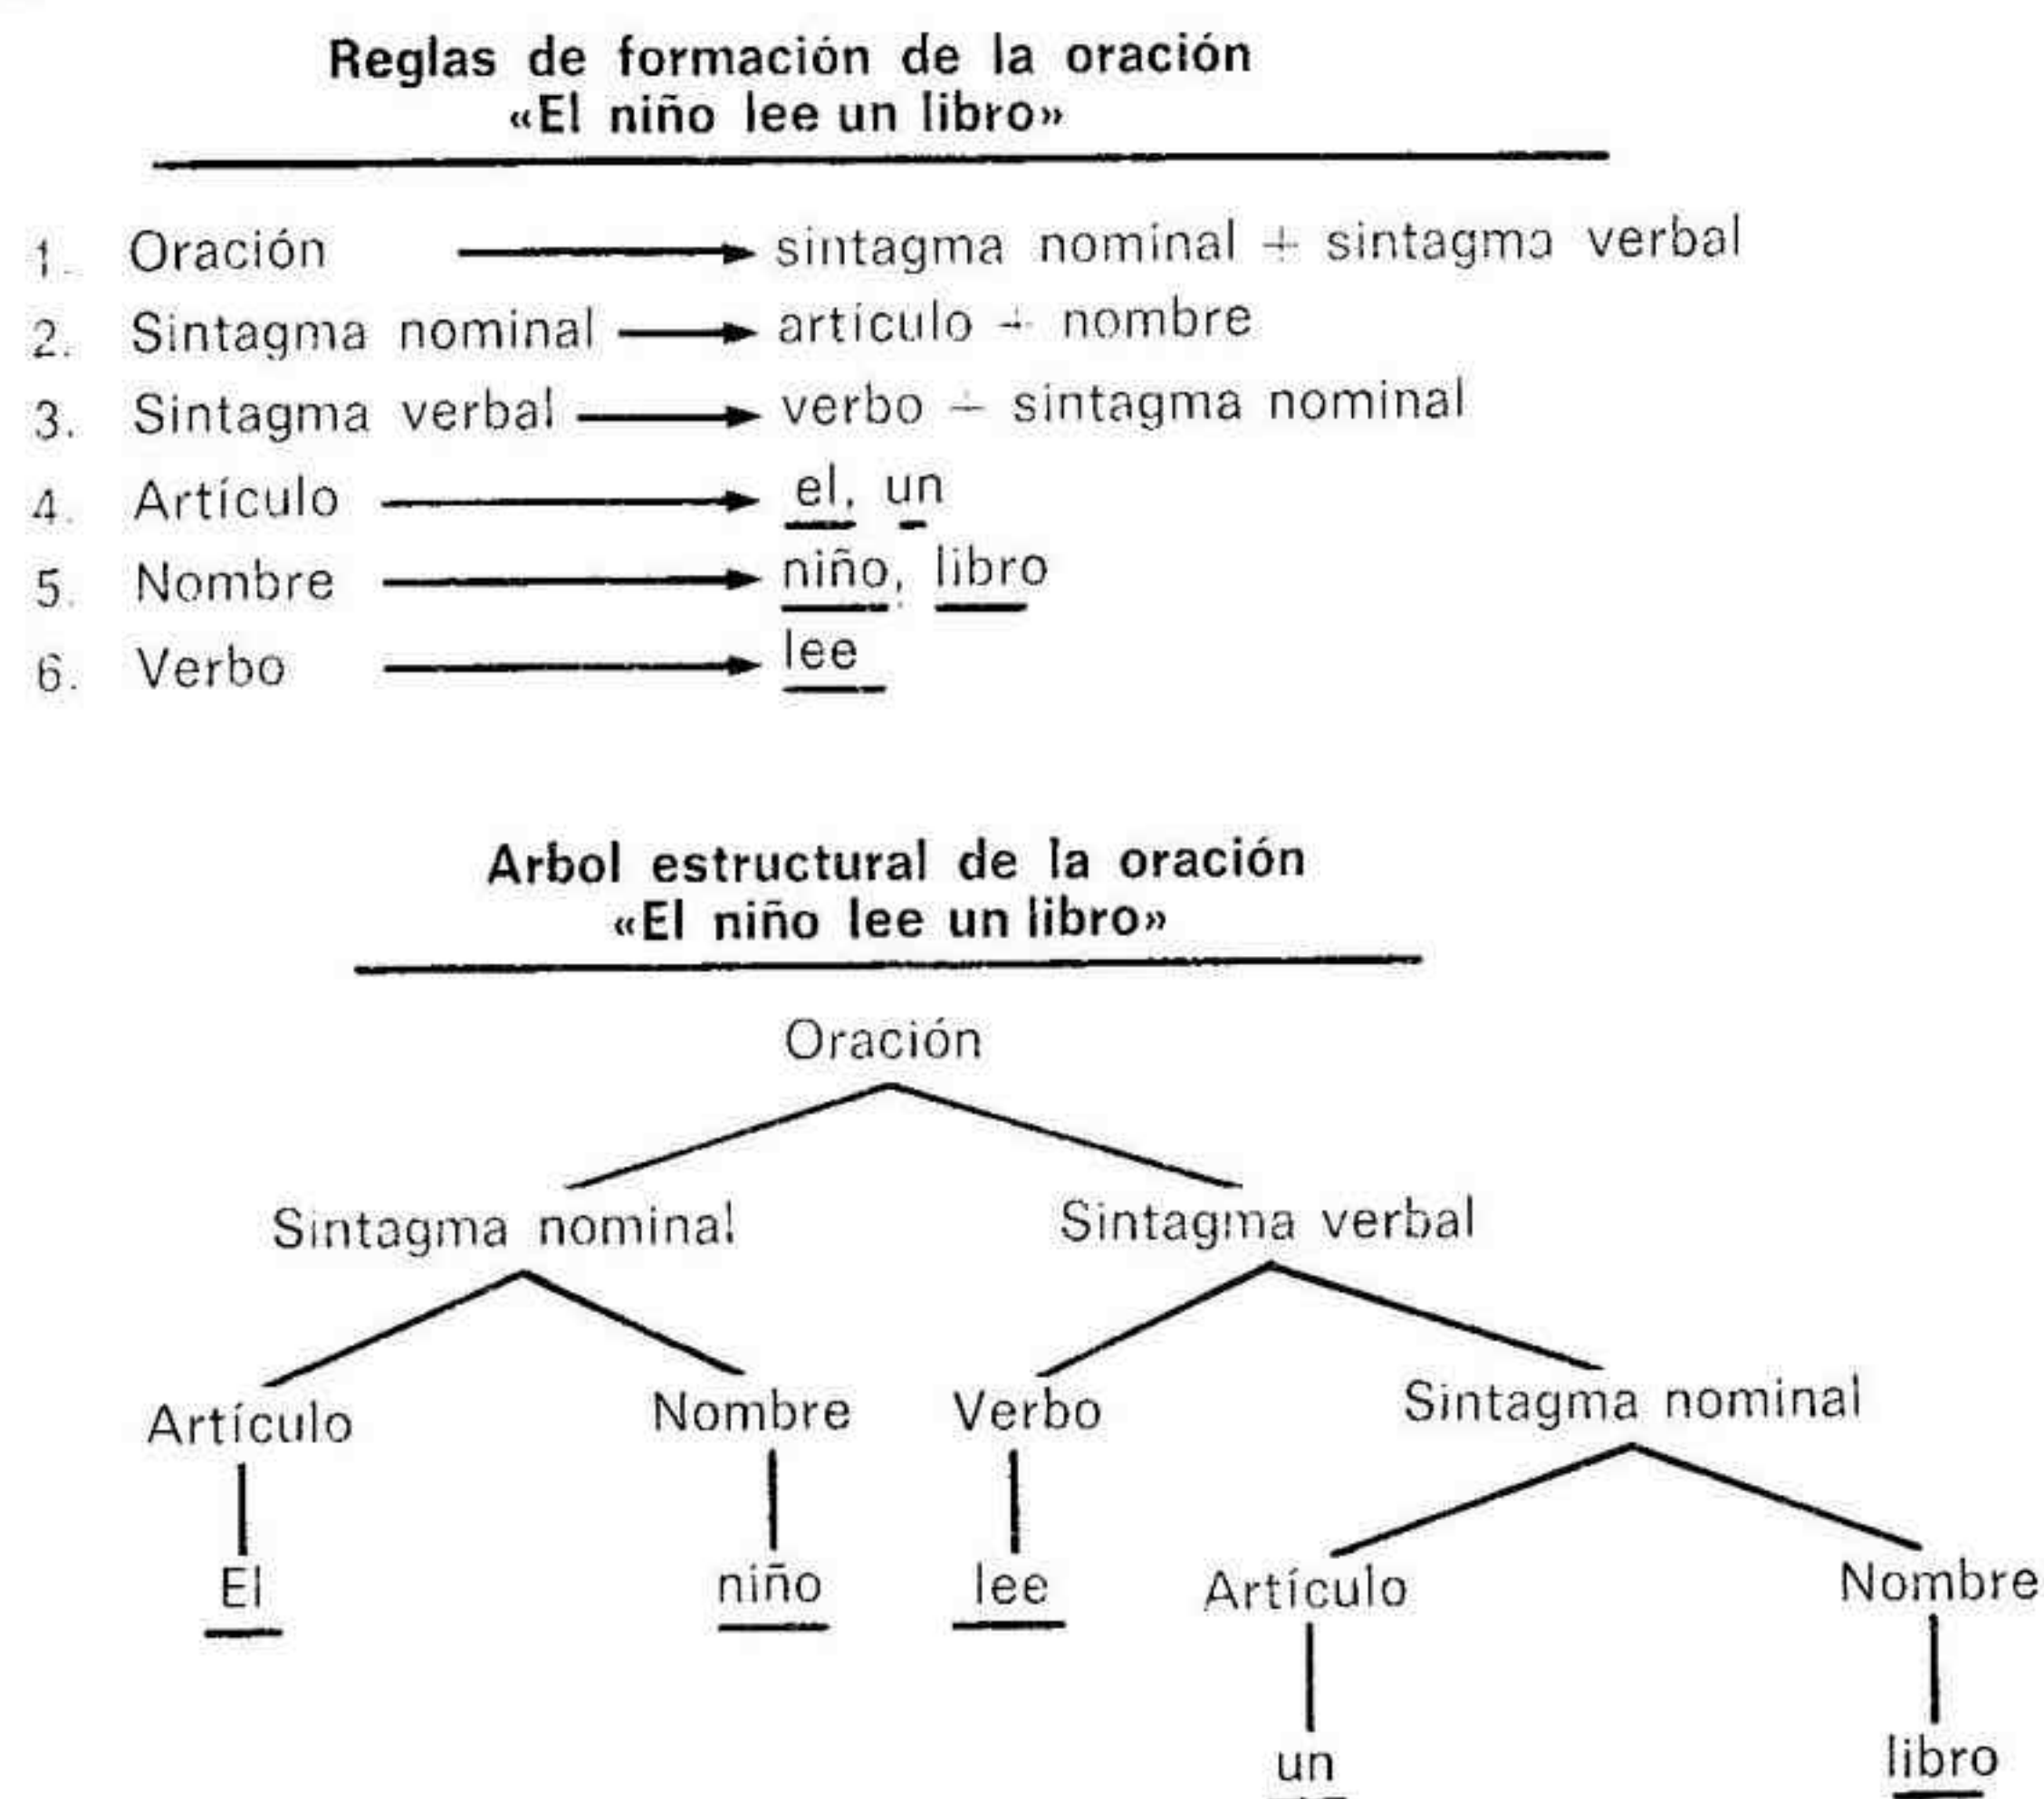 Reglas de formación de la oración
«El niño lee un libro»
1. Oración → sintagma nominal + sintagma verbal
2. Sintagma nominal → artículo + nombre
3. Sintagma verbal → verbo + sintagma nominal
4. Artículo → el, un
5. Nombre → niño, libro
6. Verbo → lee
Arbol estructural de la oración
«El niño lee un libro»
Oración
Sintagma nominal Sintagma verbal
Artículo Nombre Verbo Sintagma nominal
El niño lee Artículo Nombre
un libro